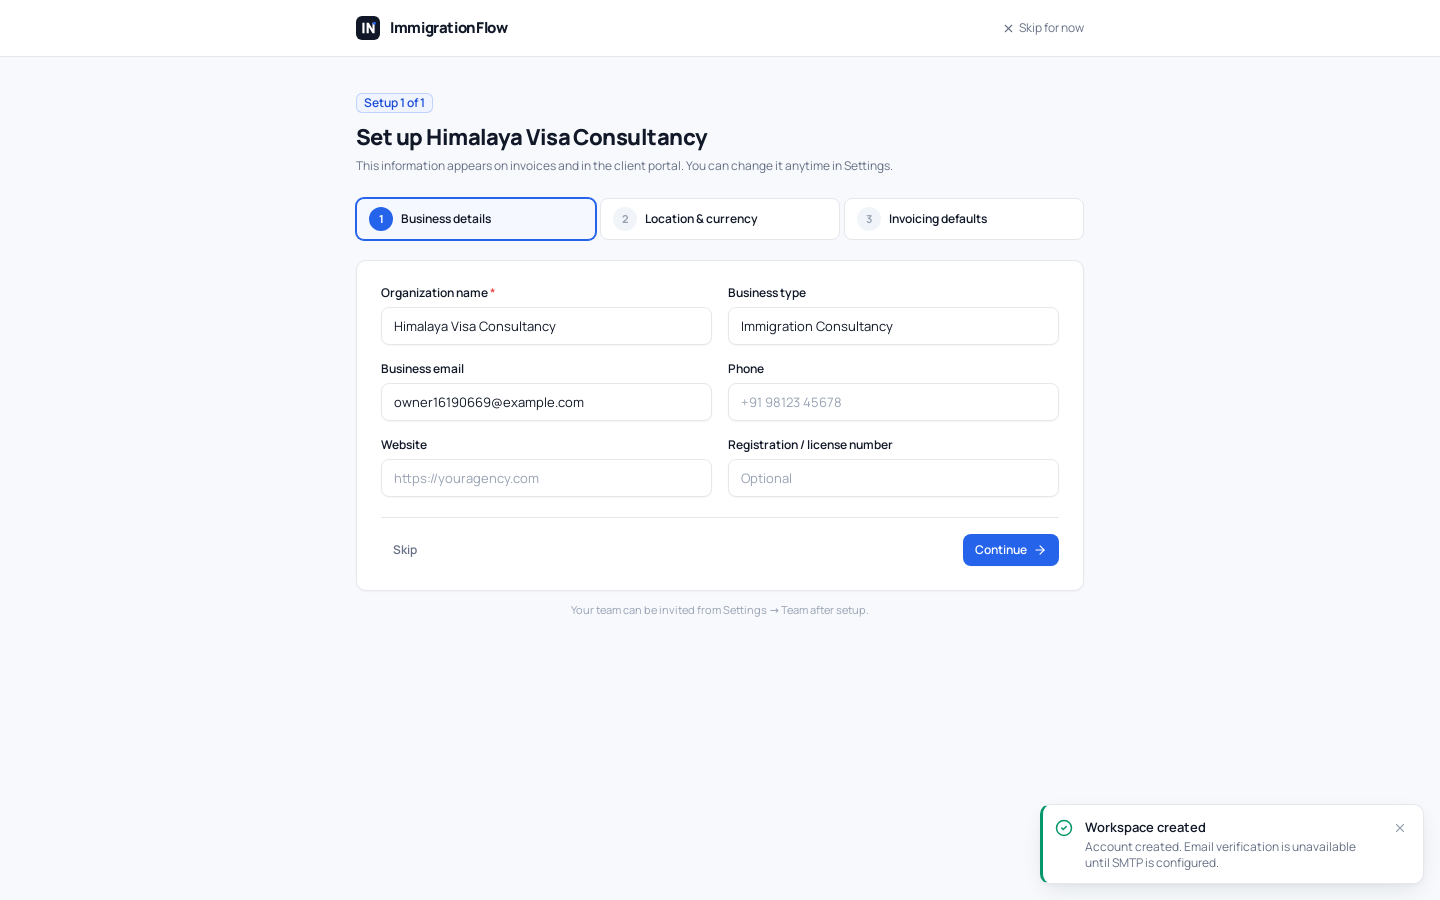 IN ImmigrationFlow
Skip for now
Setup 1 of 1
Set up Himalaya Visa Consultancy
This information appears on invoices and in the client portal. You can change it anytime in Settings.
1 Business details
2 Location & currency
3 Invoicing defaults
Organization name *
Business type
Himalaya Visa Consultancy
Immigration Consultancy
Business email
Phone
owner16190669@example.com
+91 98123 45678
Website
Registration / license number
https://youragency.com
Optional
Skip
Continue →
Your team can be invited from Settings → Team after setup.
Workspace created
Account created. Email verification is unavailable
until SMTP is configured.